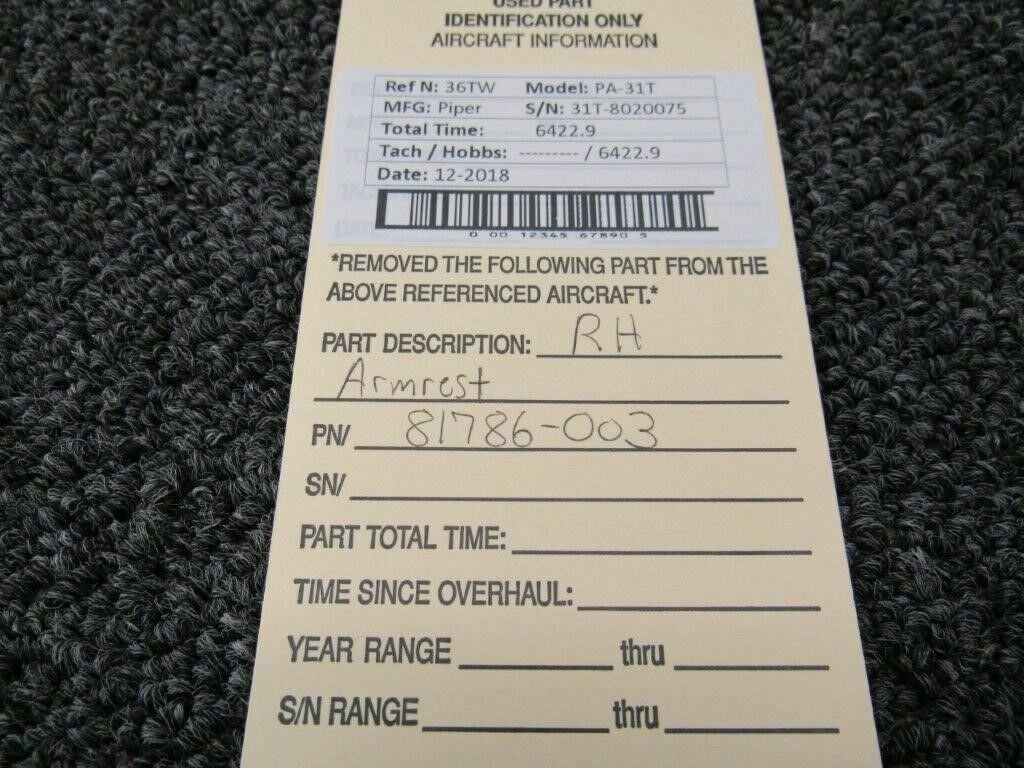 USED PART
IDENTIFICATION ONLY
AIRCRAFT INFORMATION
Ref N: 36TW Model: PA-31T
MFG: Piper S/N: 31T-8020075
Total Time: 6422.9
Tach / Hobbs: --------- / 6422.9
Date: 12-2018
0 00 12345 67890 5
DATE:
*REMOVED THE FOLLOWING PART FROM THE
ABOVE REFERENCED AIRCRAFT.*
PART DESCRIPTION: RH
Armrest
PN/ 81786-003
SN/
PART TOTAL TIME:
TIME SINCE OVERHAUL:
YEAR RANGE thru
S/N RANGE thru